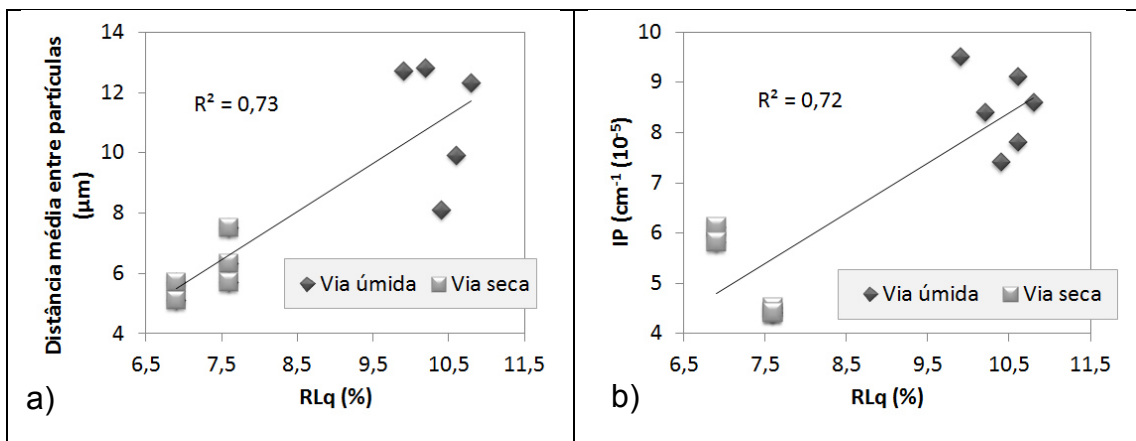 Distância média entre partículas
(µm)
14
12
10
8
6
4
R² = 0,73
Via úmida Via seca
6,5 7,5 8,5 9,5 10,5 11,5
RLq (%)
a)
IP (cm⁻¹ (10⁻⁵)
10
9
8
7
6
5
4
R² = 0,72
Via úmida Via seca
6,5 7,5 8,5 9,5 10,5 11,5
RLq (%)
b)